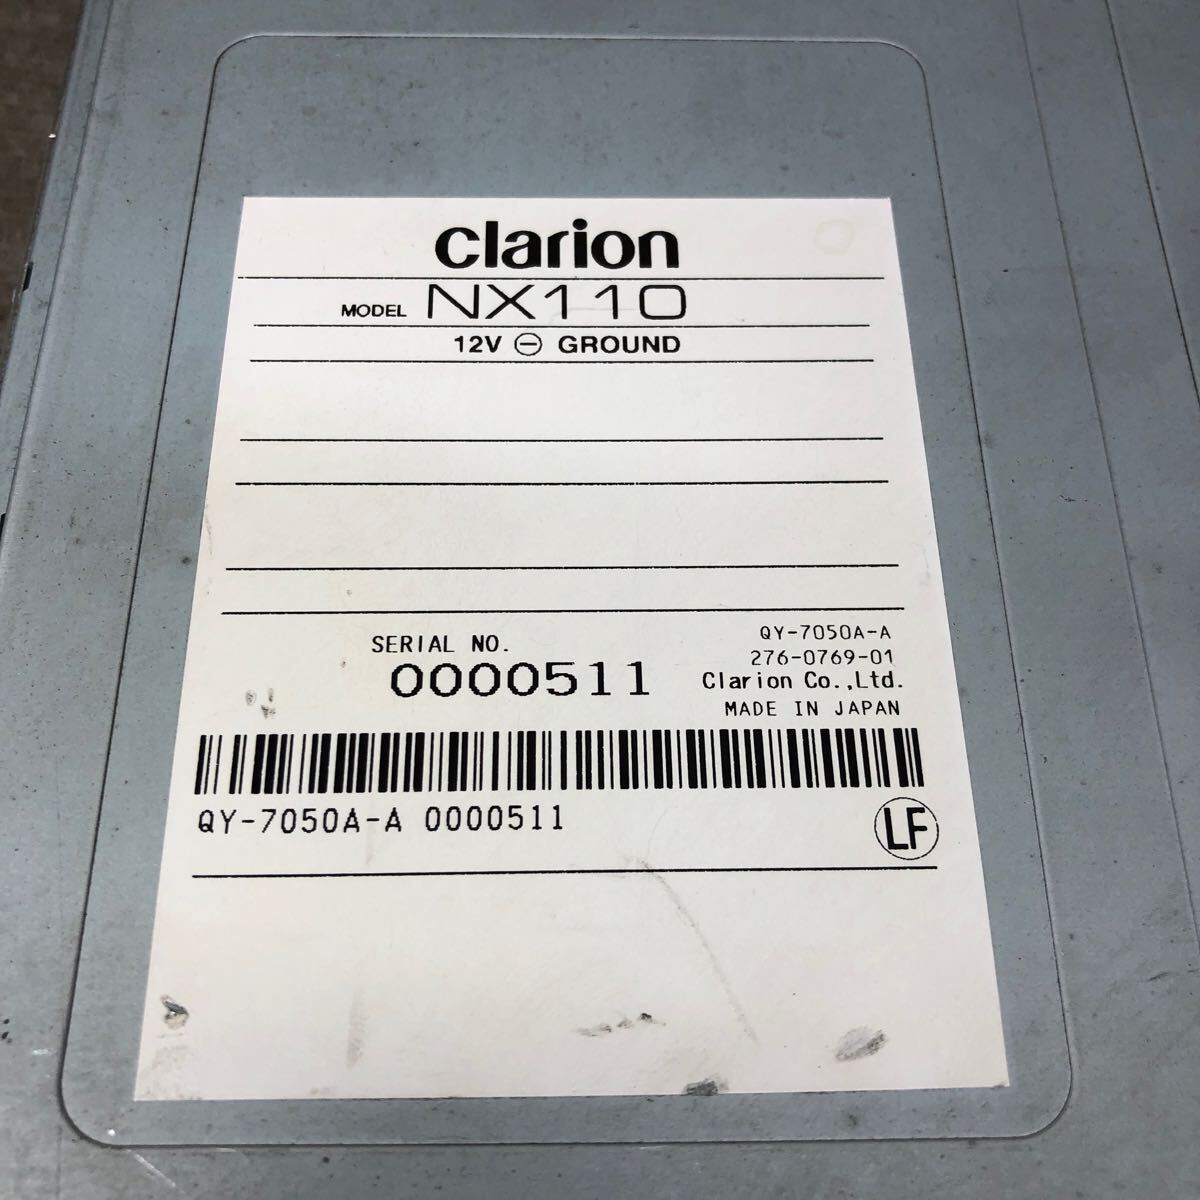 clarion
MODEL NX110
12V ⊖ GROUND
SERIAL NO.
0000511
QY-7050A-A
276-0769-01
Clarion Co.,Ltd.
MADE IN JAPAN
QY-7050A-A 0000511
LF